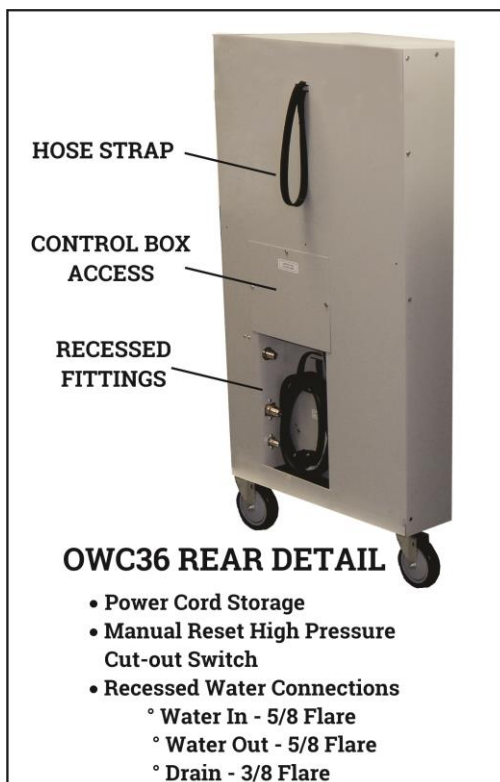 HOSE STRAP
CONTROL BOX
ACCESS
RECESSED
FITTINGS
OWC36 REAR DETAIL
• Power Cord Storage
• Manual Reset High Pressure
Cut-out Switch
• Recessed Water Connections
° Water In - 5/8 Flare
° Water Out - 5/8 Flare
° Drain - 3/8 Flare